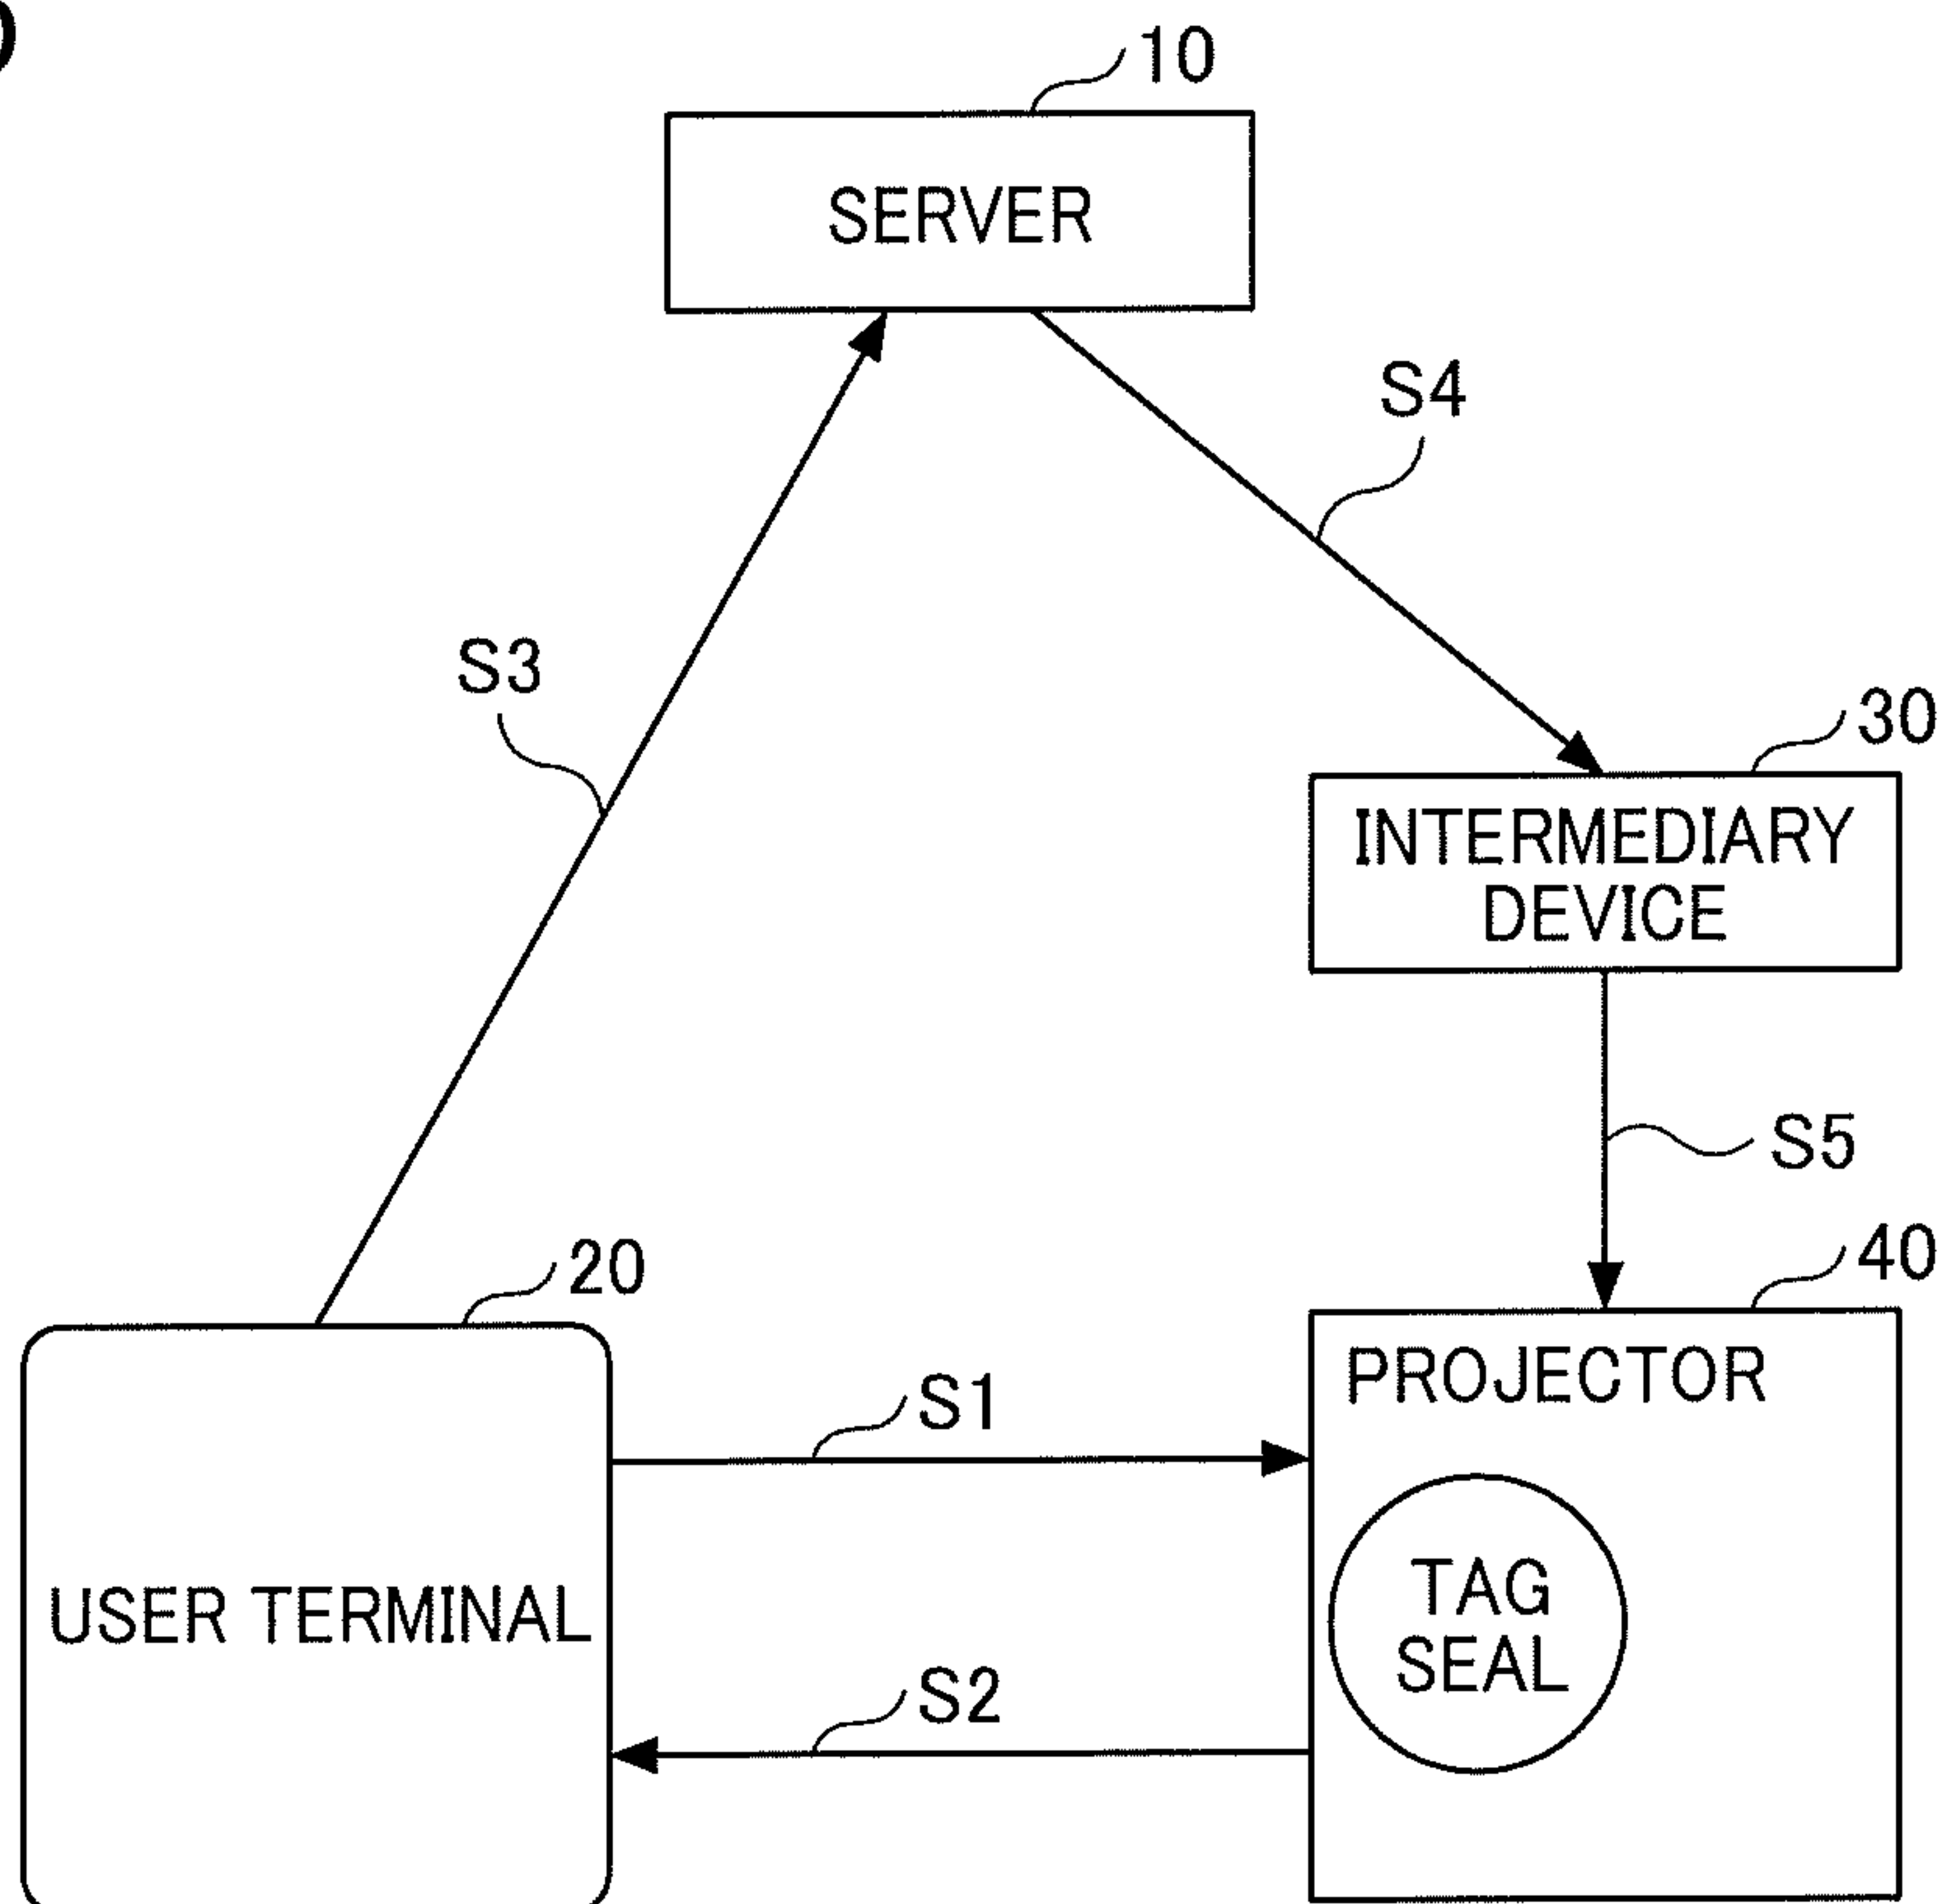 10
SERVER
S4
S3
30
INTERMEDIARY
DEVICE
S5
20
40
PROJECTOR
S1
TAG
SEAL
USER TERMINAL
S2